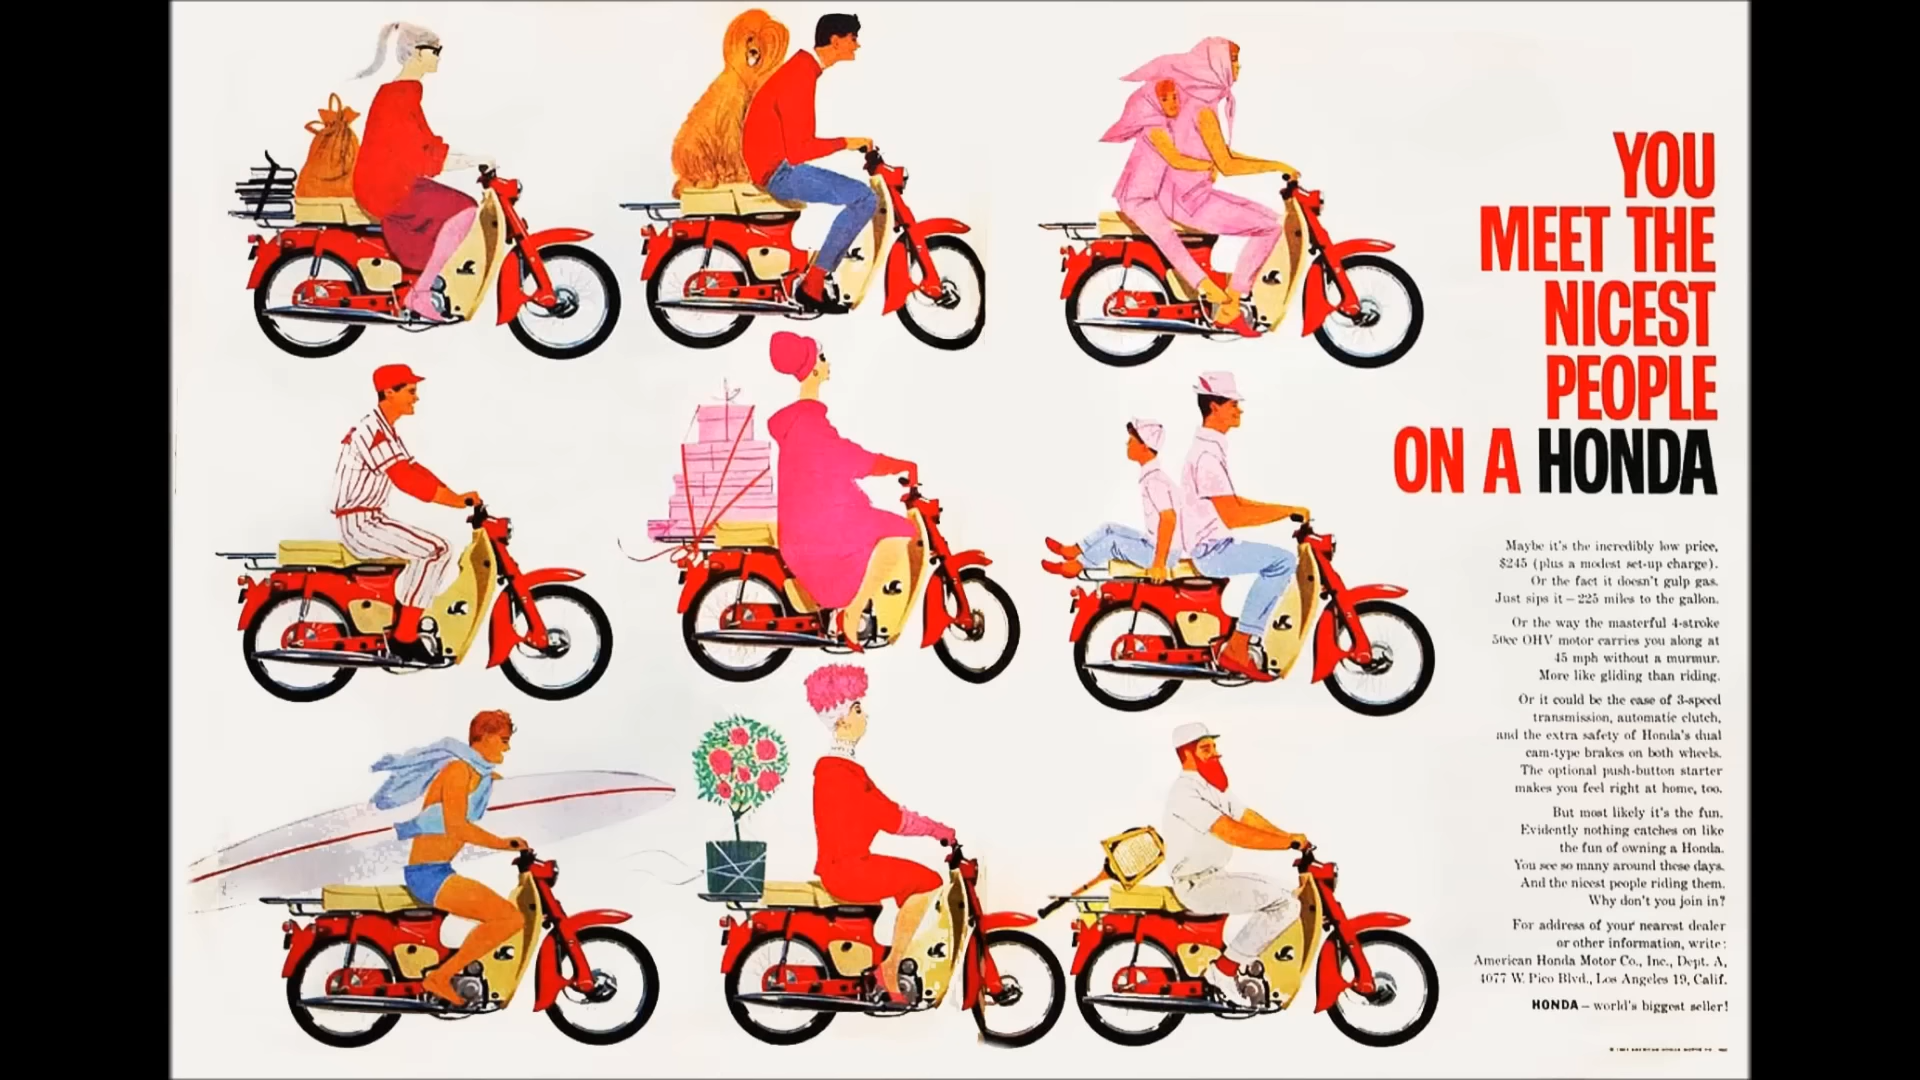 YOU
MEET THE
NICEST
PEOPLE
ON A HONDA
Maybe it's the incredibly low price,
$245 (plus a modest set-up charge).
Or the fact it doesn't gulp gas.
Just sips it – 225 miles to the gallon.
Or the way the masterful 4-stroke
50cc OHV motor carries you along at
45 mph without a murmur.
More like gliding than riding.
Or it could be the ease of 3-speed
transmission, automatic clutch,
and the extra safety of Honda's dual
cam-type brakes on both wheels.
The optional push-button starter
makes you feel right at home, too.
But most likely it's the fun.
Evidently nothing catches on like
the fun of owning a Honda.
You see so many around these days.
And the nicest people riding them.
Why don't you join in?
For address of your nearest dealer
or other information, write:
American Honda Motor Co., Inc., Dept. A,
4077 W. Pico Blvd., Los Angeles 19, Calif.
HONDA – world's biggest seller!